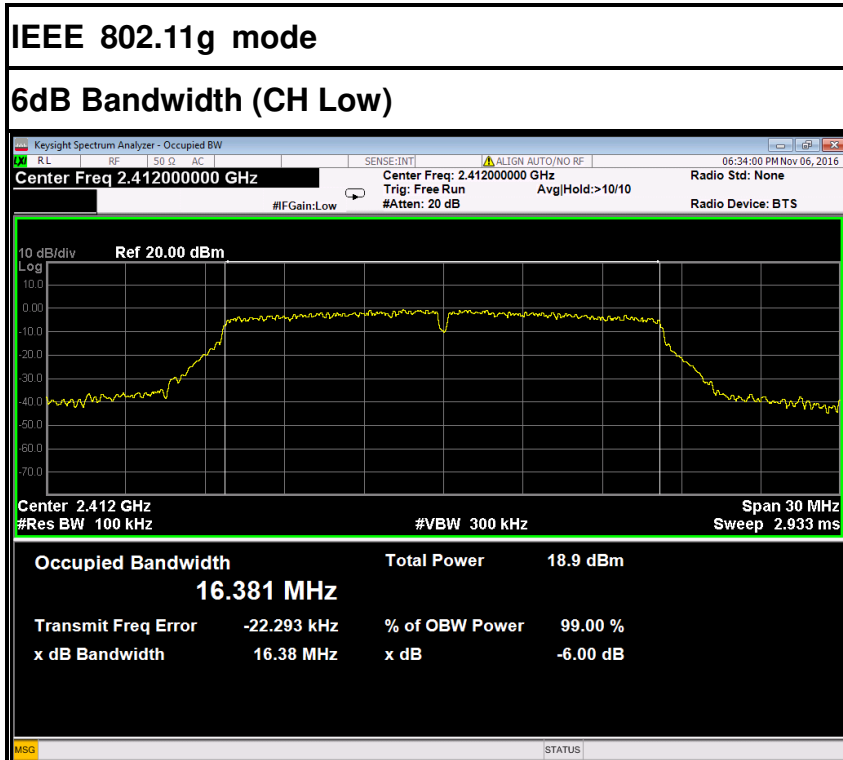 IEEE 802.11g mode
6dB Bandwidth (CH Low)
Keysight Spectrum Analyzer - Occupied BW
LXI RL RF 50 Ω AC SENSE:INT ALIGN AUTO/NO RF 06:34:00 PM Nov 06, 2016
Center Freq 2.412000000 GHz Center Freq: 2.412000000 GHz Radio Std: None
Trig: Free Run Avg|Hold:>10/10
#IFGain:Low #Atten: 20 dB Radio Device: BTS
10 dB/div Ref 20.00 dBm
Log
10.0
0.00
-10.0
-20.0
-30.0
-40.0
-50.0
-60.0
-70.0
Center 2.412 GHz Span 30 MHz
#Res BW 100 kHz #VBW 300 kHz Sweep 2.933 ms
Occupied Bandwidth Total Power 18.9 dBm
16.381 MHz
Transmit Freq Error -22.293 kHz % of OBW Power 99.00 %
x dB Bandwidth 16.38 MHz x dB -6.00 dB
MSG STATUS